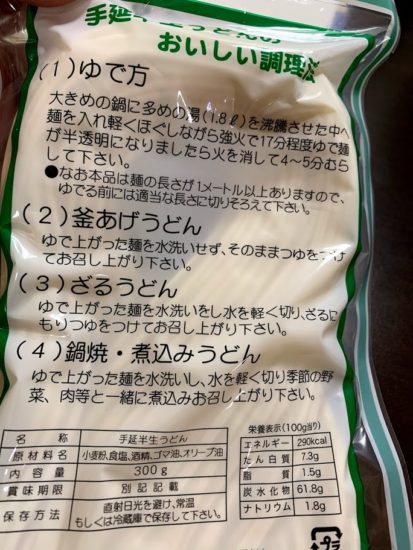 手延半生うどんの
おいしい調理法
(1)ゆで方
大きめの鍋に多めの湯(1.8ℓ)を沸騰させた中へ
麺を入れ軽くほぐしながら強火で17分程度ゆで麺
が半透明になりましたら火を消して4~5分むら
して下さい。
●なお本品は麺の長さが1メートル以上ありますので、
ゆでる前には適当な長さに切りそろえて下さい。
(2)釜あげうどん
ゆで上がった麺を水洗いせず、そのままつゆをつけ
てお召し上がり下さい。
(3)ざるうどん
ゆで上がった麺を水洗いをし水を軽く切り、ざるに
もりつゆをつけてお召し上がり下さい。
(4)鍋焼・煮込みうどん
ゆで上がった麺を水洗いし、水を軽く切り季節の野
菜、肉等と一緒に煮込みお召し上がり下さい。
名称 手延半生うどん
原材料名 小麦粉、食塩、酒精、ゴマ油、オリーブ油
内容量 300g
賞味期限 別記記載
保存方法 直射日光を避け、常温
もしくは冷蔵庫で保存して下さい。
栄養表示(100g当り)
エネルギー 290kcal
たん白質 7.3g
脂質 1.5g
炭水化物 61.8g
ナトリウム 1.8g